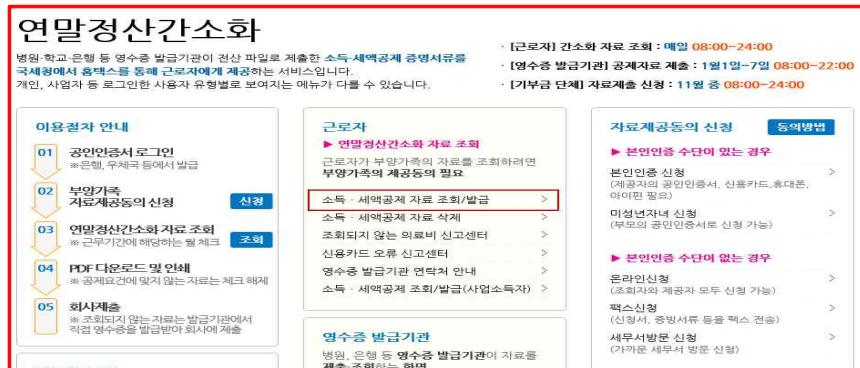 연말정산간소화
병원·학교·은행 등 영수증 발급기관이 전산 파일로 제출한 소득·세액공제 증명서류를
국세청에서 홈택스를 통해 근로자에게 제공하는 서비스입니다.
개인, 사업자 등 로그인한 사용자 유형별로 보여지는 메뉴가 다를 수 있습니다.
· [근로자] 간소화 자료 조회 : 매일 08:00~24:00
· [영수증 발급기관] 공제자료 제출 : 1월1일~7일 08:00~22:00
· [기부금 단체] 자료제출 신청 : 11월 중 08:00~24:00
이용절차 안내
01 공인인증서 로그인
※은행, 우체국 등에서 발급
02 부양가족
자료제공동의 신청 신청
03 연말정산간소화 자료 조회
※ 근무기간에 해당하는 월 체크 조회
04 PDF 다운로드 및 인쇄
※ 공제요건에 맞지 않는 자료는 체크 해제
05 회사제출
※ 조회되지 않는 자료는 발급기관에서
직접 영수증을 발급받아 회사에 제출
근로자
▶ 연말정산간소화 자료 조회
근로자가 부양가족의 자료를 조회하려면
부양가족의 제공동의 필요
소득·세액공제 자료 조회/발급 >
소득·세액공제 자료 삭제 >
조회되지 않는 의료비 신고센터 >
신용카드 오류 신고센터 >
영수증 발급기관 연락처 안내 >
소득·세액공제 조회/발급(사업소득자) >
영수증 발급기관
병원, 은행 등 영수증 발급기관이 자료를
제출·조회하는 화면
자료제공동의 신청 동의방법
▶ 본인인증 수단이 있는 경우
본인인증 신청 >
(제공자의 공인인증서, 신용카드,휴대폰,
아이핀 필요)
미성년자녀 신청 >
(부모의 공인인증서로 신청 가능)
▶ 본인인증 수단이 없는 경우
온라인신청 >
(조회자와 제공자 모두 신청 가능)
팩스신청 >
(신청서, 증빙서류 등을 팩스 전송)
세무서방문 신청 >
(가까운 세무서 방문 신청)